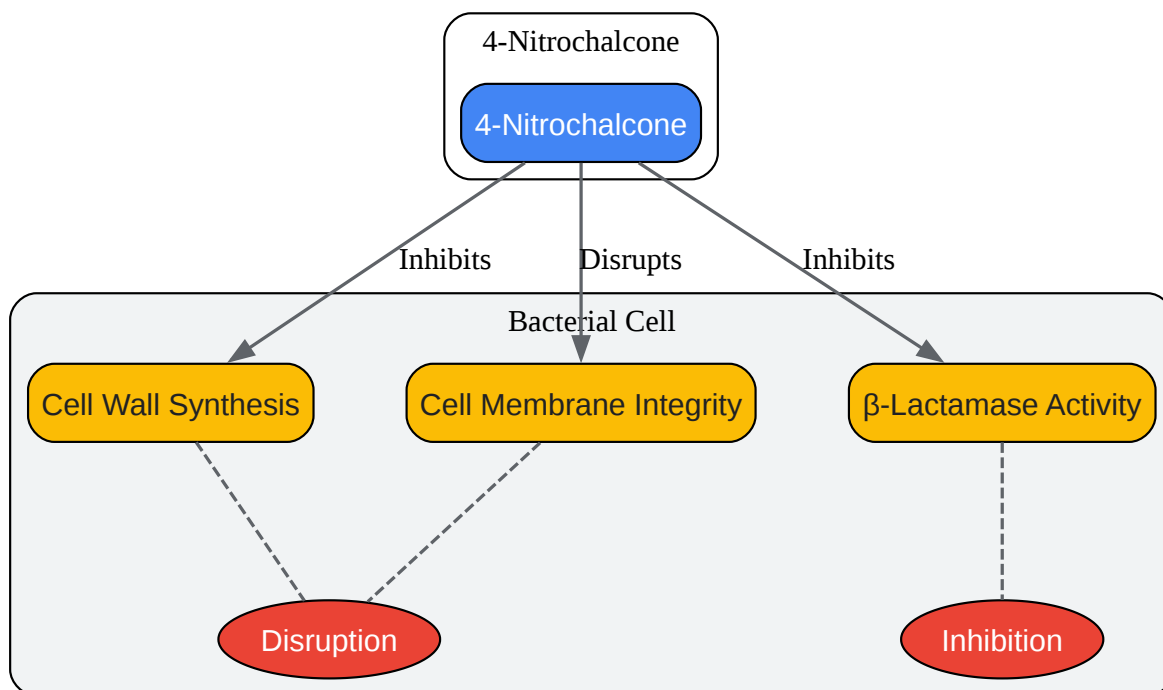 4-Nitrochalcone
4-Nitrochalcone
Inhibits
Disrupts
Inhibits
Bacterial Cell
Cell Wall Synthesis
Cell Membrane Integrity
β-Lactamase Activity
Disruption
Inhibition